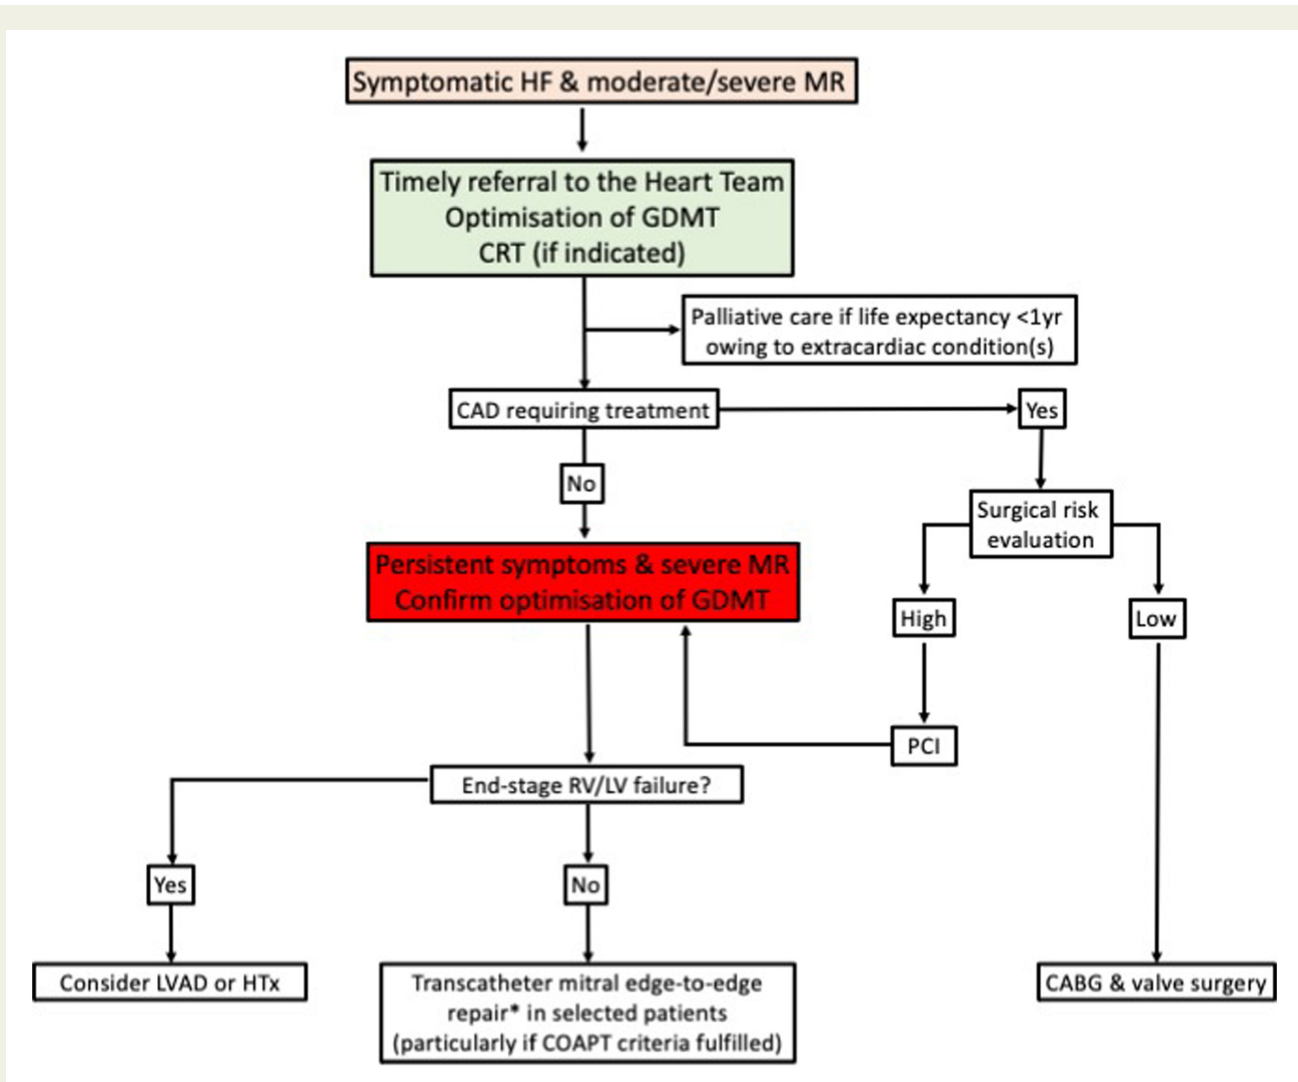 Symptomatic HF & moderate/severe MR
Timely referral to the Heart Team
Optimisation of GDMT
CRT (if indicated)
Palliative care if life expectancy <1yr
owing to extracardiac condition(s)
CAD requiring treatment
Yes
No
Surgical risk
evaluation
Persistent symptoms & severe MR
Confirm optimisation of GDMT
High
Low
PCI
End-stage RV/LV failure?
Yes
No
Consider LVAD or HTx
Transcatheter mitral edge-to-edge
repair* in selected patients
(particularly if COAPT criteria fulfilled)
CABG & valve surgery